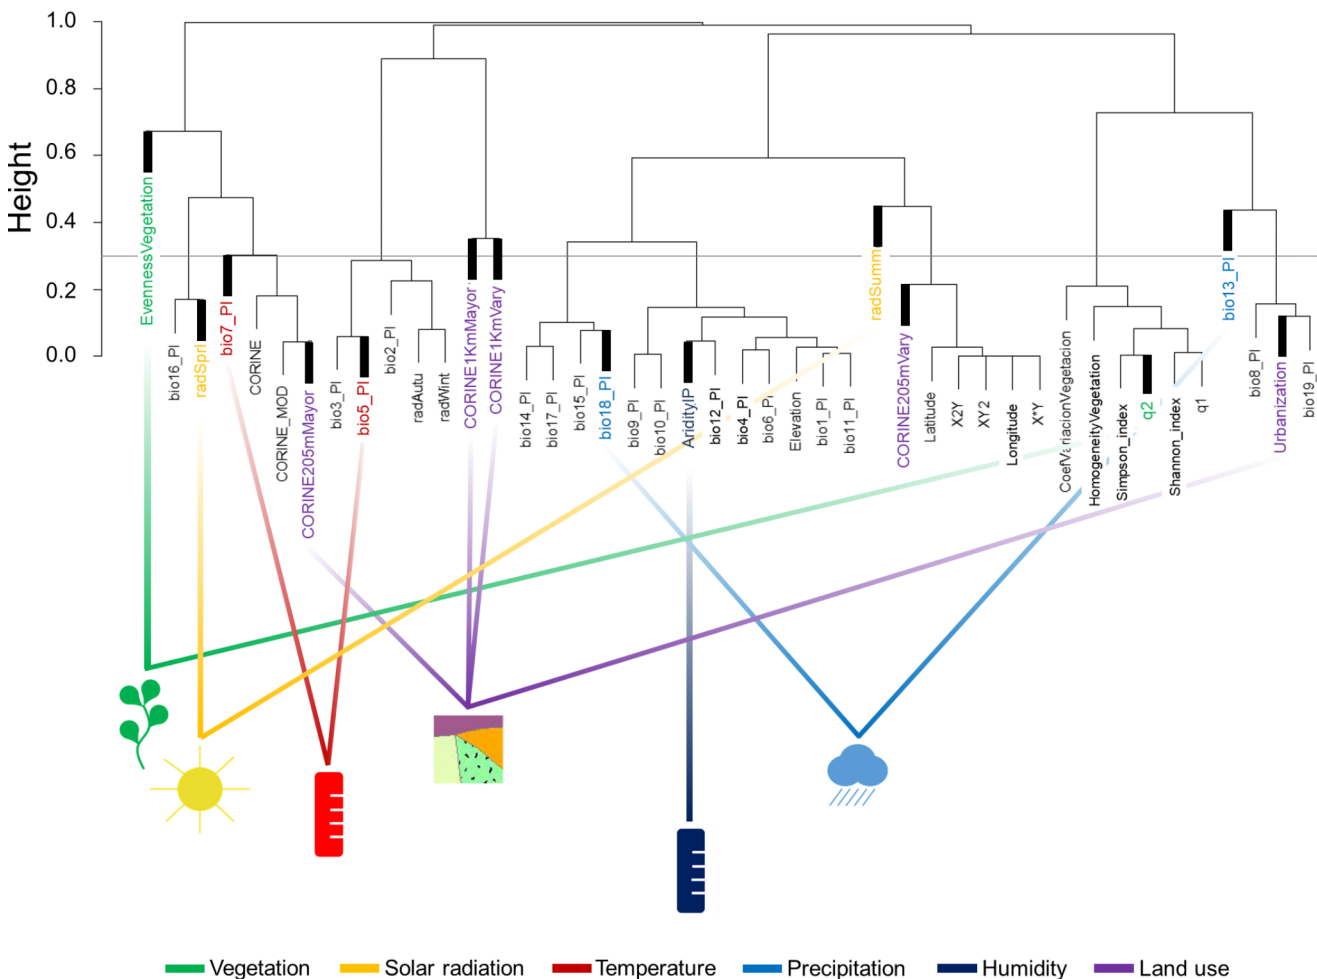 Height
1.0
0.8
0.6
0.4
0.2
0.0
EvennessVegetation
bio16_PI
radSpri
bio7_PI
CORINE
CORINE_MOD
CORINE205mMayor
bio3_PI
bio5_PI
bio2_PI
radAutu
radWint
CORINE1KmMayor
CORINE1KmVary
bio14_PI
bio17_PI
bio15_PI
bio18_PI
bio9_PI
bio10_PI
AridityIP
bio12_PI
bio4_PI
bio6_PI
Elevation
bio1_PI
bio11_PI
radSumm
CORINE205mVary
Latitude
X2Y
XY2
Longitude
X*Y
CoefVariacionVegetacion
HomogeneityVegetation
Simpson_index
q2
Shannon_index
q1
bio13_PI
bio8_PI
Urbanization
bio19_PI
Vegetation
Solar radiation
Temperature
Precipitation
Humidity
Land use